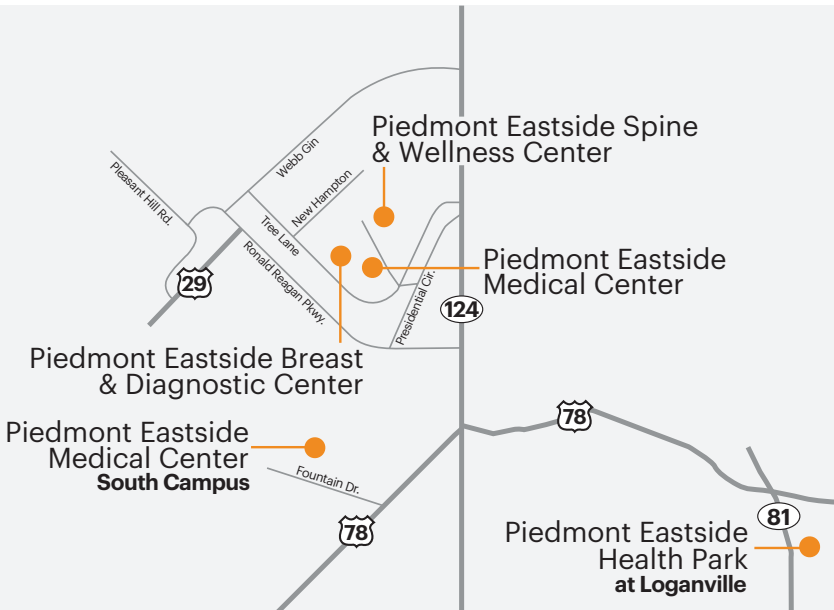 Piedmont Eastside Spine
& Wellness Center
Webb Gin
Pleasant Hill Rd.
New Hampton
Tree Lane
Ronald Reagan Pkwy.
29
Piedmont Eastside
Medical Center
Presidential Cir.
124
Piedmont Eastside Breast
& Diagnostic Center
78
Piedmont Eastside
Medical Center
South Campus
Fountain Dr.
78
81
Piedmont Eastside
Health Park
at Loganville